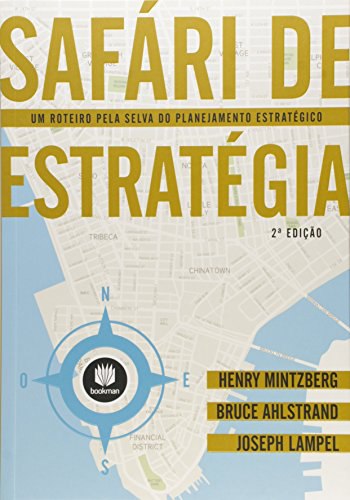 SAFÁRI DE
UM ROTEIRO PELA SELVA DO PLANEJAMENTO ESTRATÉGICO
ESTRATÉGIA
2ª EDIÇÃO
TRIBECA
CHINATOWN
N
O
E
S
bookman
FINANCIAL
DISTRICT
HENRY MINTZBERG
BRUCE AHLSTRAND
JOSEPH LAMPEL